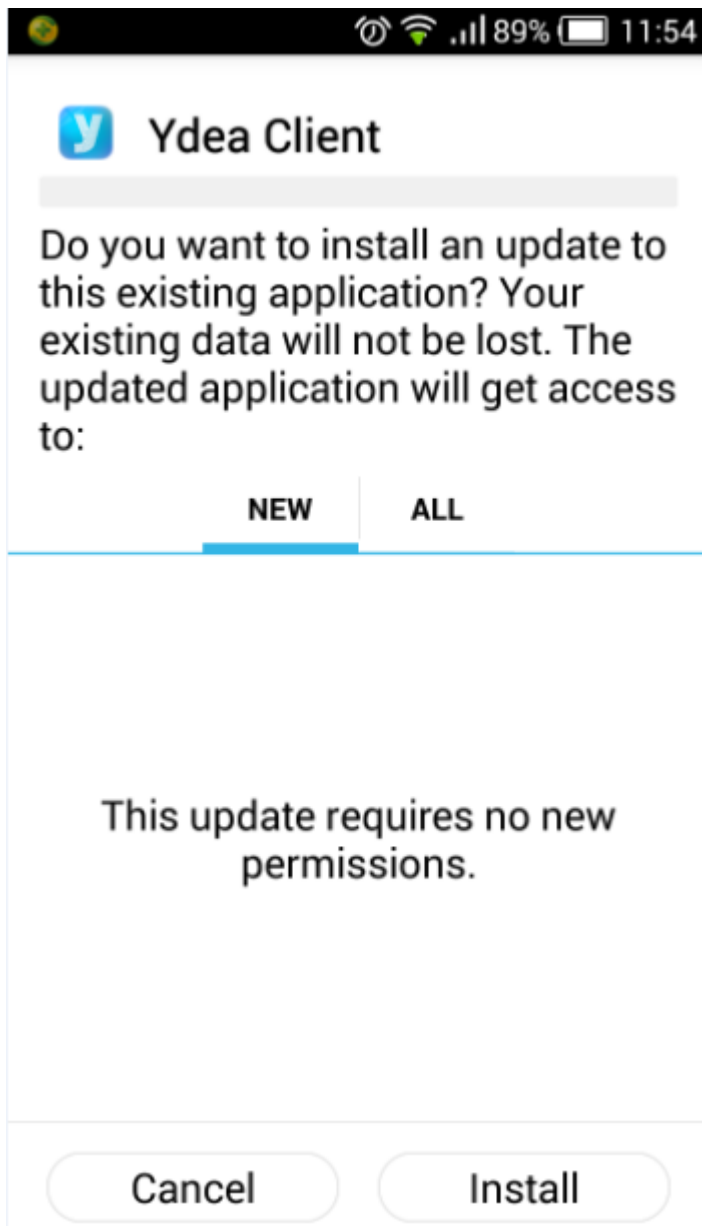 89% 11:54
y Ydea Client
Do you want to install an update to
this existing application? Your
existing data will not be lost. The
updated application will get access
to:
NEW ALL
This update requires no new
permissions.
Cancel Install